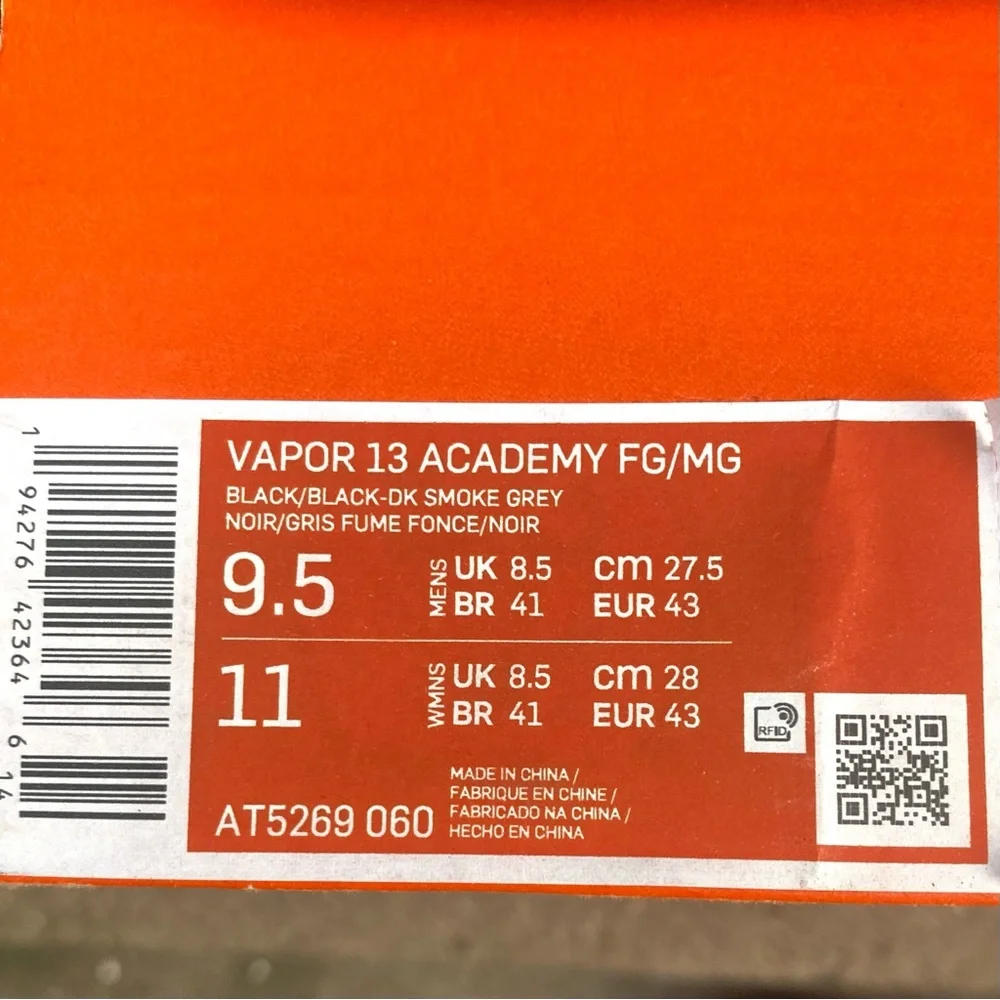 VAPOR 13 ACADEMY FG/MG
BLACK/BLACK-DK SMOKE GREY
NOIR/GRIS FUME FONCE/NOIR
9.5
MENS
UK 8.5 cm 27.5
BR 41 EUR 43
11
WMNS
UK 8.5 cm 28
BR 41 EUR 43
RFID
AT5269 060
MADE IN CHINA /
FABRIQUE EN CHINE /
FABRICADO NA CHINA /
HECHO EN CHINA
1 94276 42364 6 14